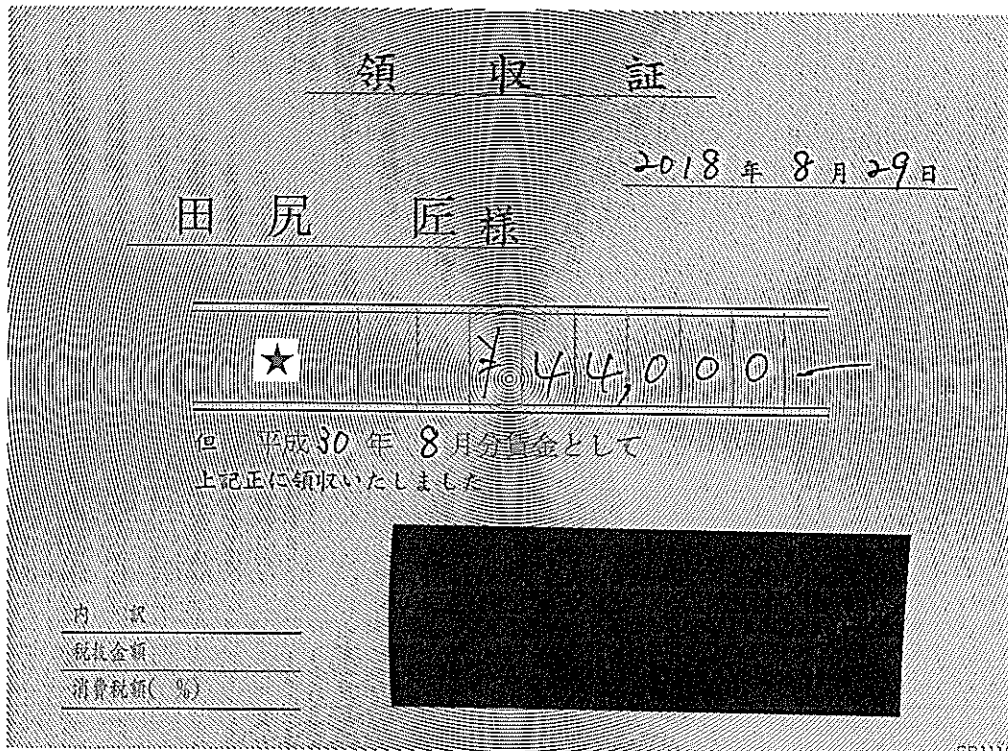 領収証
2018年8月29日
田尻 匠 様
★ ¥44,000—
但 平成30年8月分賃金として
上記正に領収いたしました
内訳
税抜金額
消費税額( %)